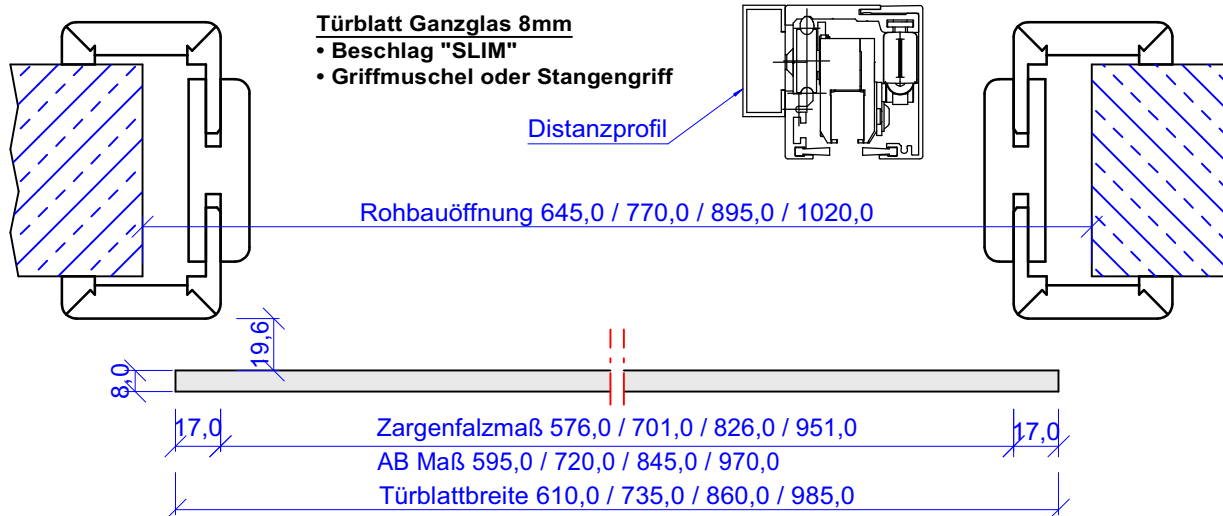 Türblatt Ganzglas 8mm
• Beschlag "SLIM"
• Griffmuschel oder Stangengriff
Distanzprofil
Rohbauöffnung 645,0 / 770,0 / 895,0 / 1020,0
19,6
8,0
17,0
Zargenfalzmaß 576,0 / 701,0 / 826,0 / 951,0
17,0
AB Maß 595,0 / 720,0 / 845,0 / 970,0
Türblattbreite 610,0 / 735,0 / 860,0 / 985,0